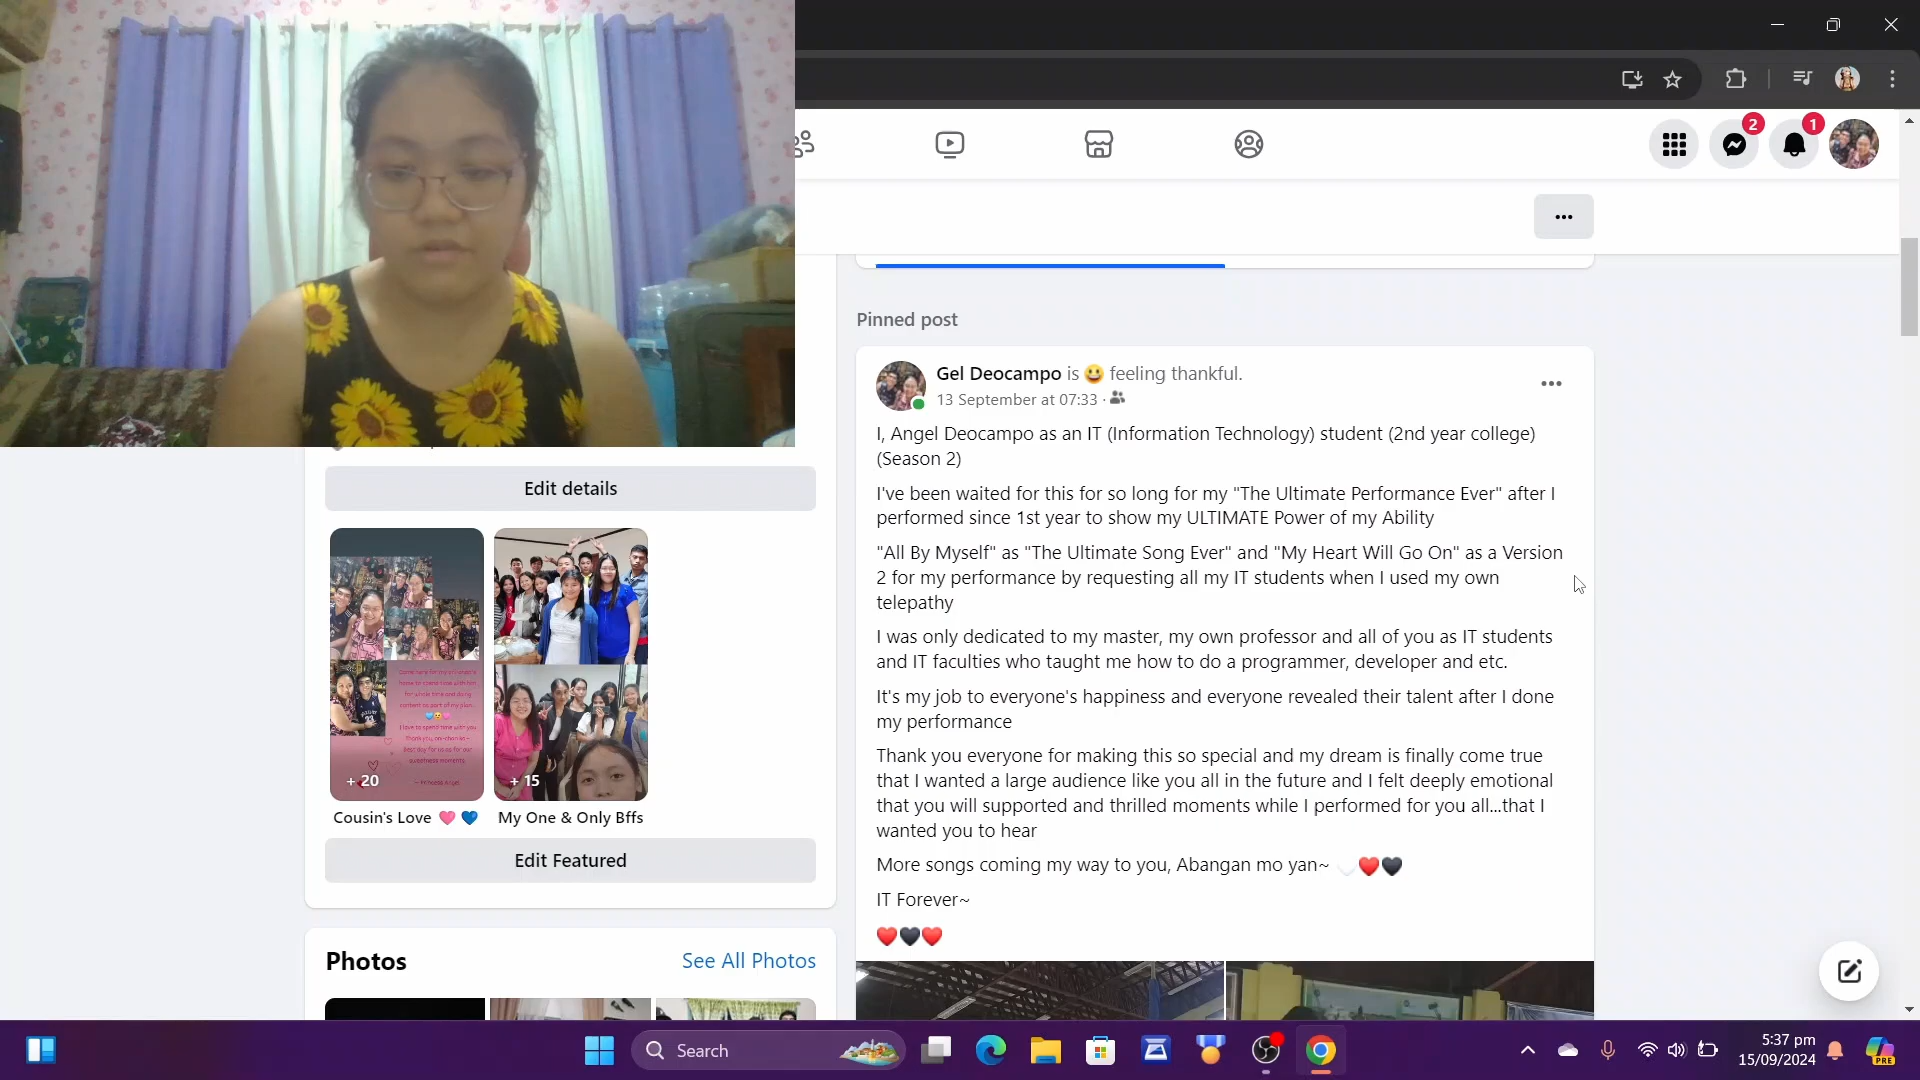 2
1
Pinned post
Gel Deocampo is 😀 feeling thankful.
13 September at 07:33 ·
I, Angel Deocampo as an IT (Information Technology) student (2nd year college)
(Season 2)
I've been waited for this for so long for my "The Ultimate Performance Ever" after I
performed since 1st year to show my ULTIMATE Power of my Ability
"All By Myself" as "The Ultimate Song Ever" and "My Heart Will Go On" as a Version
2 for my performance by requesting all my IT students when I used my own
telepathy
I was only dedicated to my master, my own professor and all of you as IT students
and IT faculties who taught me how to do a programmer, developer and etc.
It's my job to everyone's happiness and everyone revealed their talent after I done
my performance
Thank you everyone for making this so special and my dream is finally come true
that I wanted a large audience like you all in the future and I felt deeply emotional
that you will supported and thrilled moments while I performed for you all...that I
wanted you to hear
More songs coming my way to you, Abangan mo yan~ 🤍❤️🖤
IT Forever~
❤️🖤❤️
Edit details
+ 20
+ 15
Cousin's Love 🩷 💙
My One & Only Bffs
Edit Featured
Photos
See All Photos
Search
5:37 pm
15/09/2024
PRE